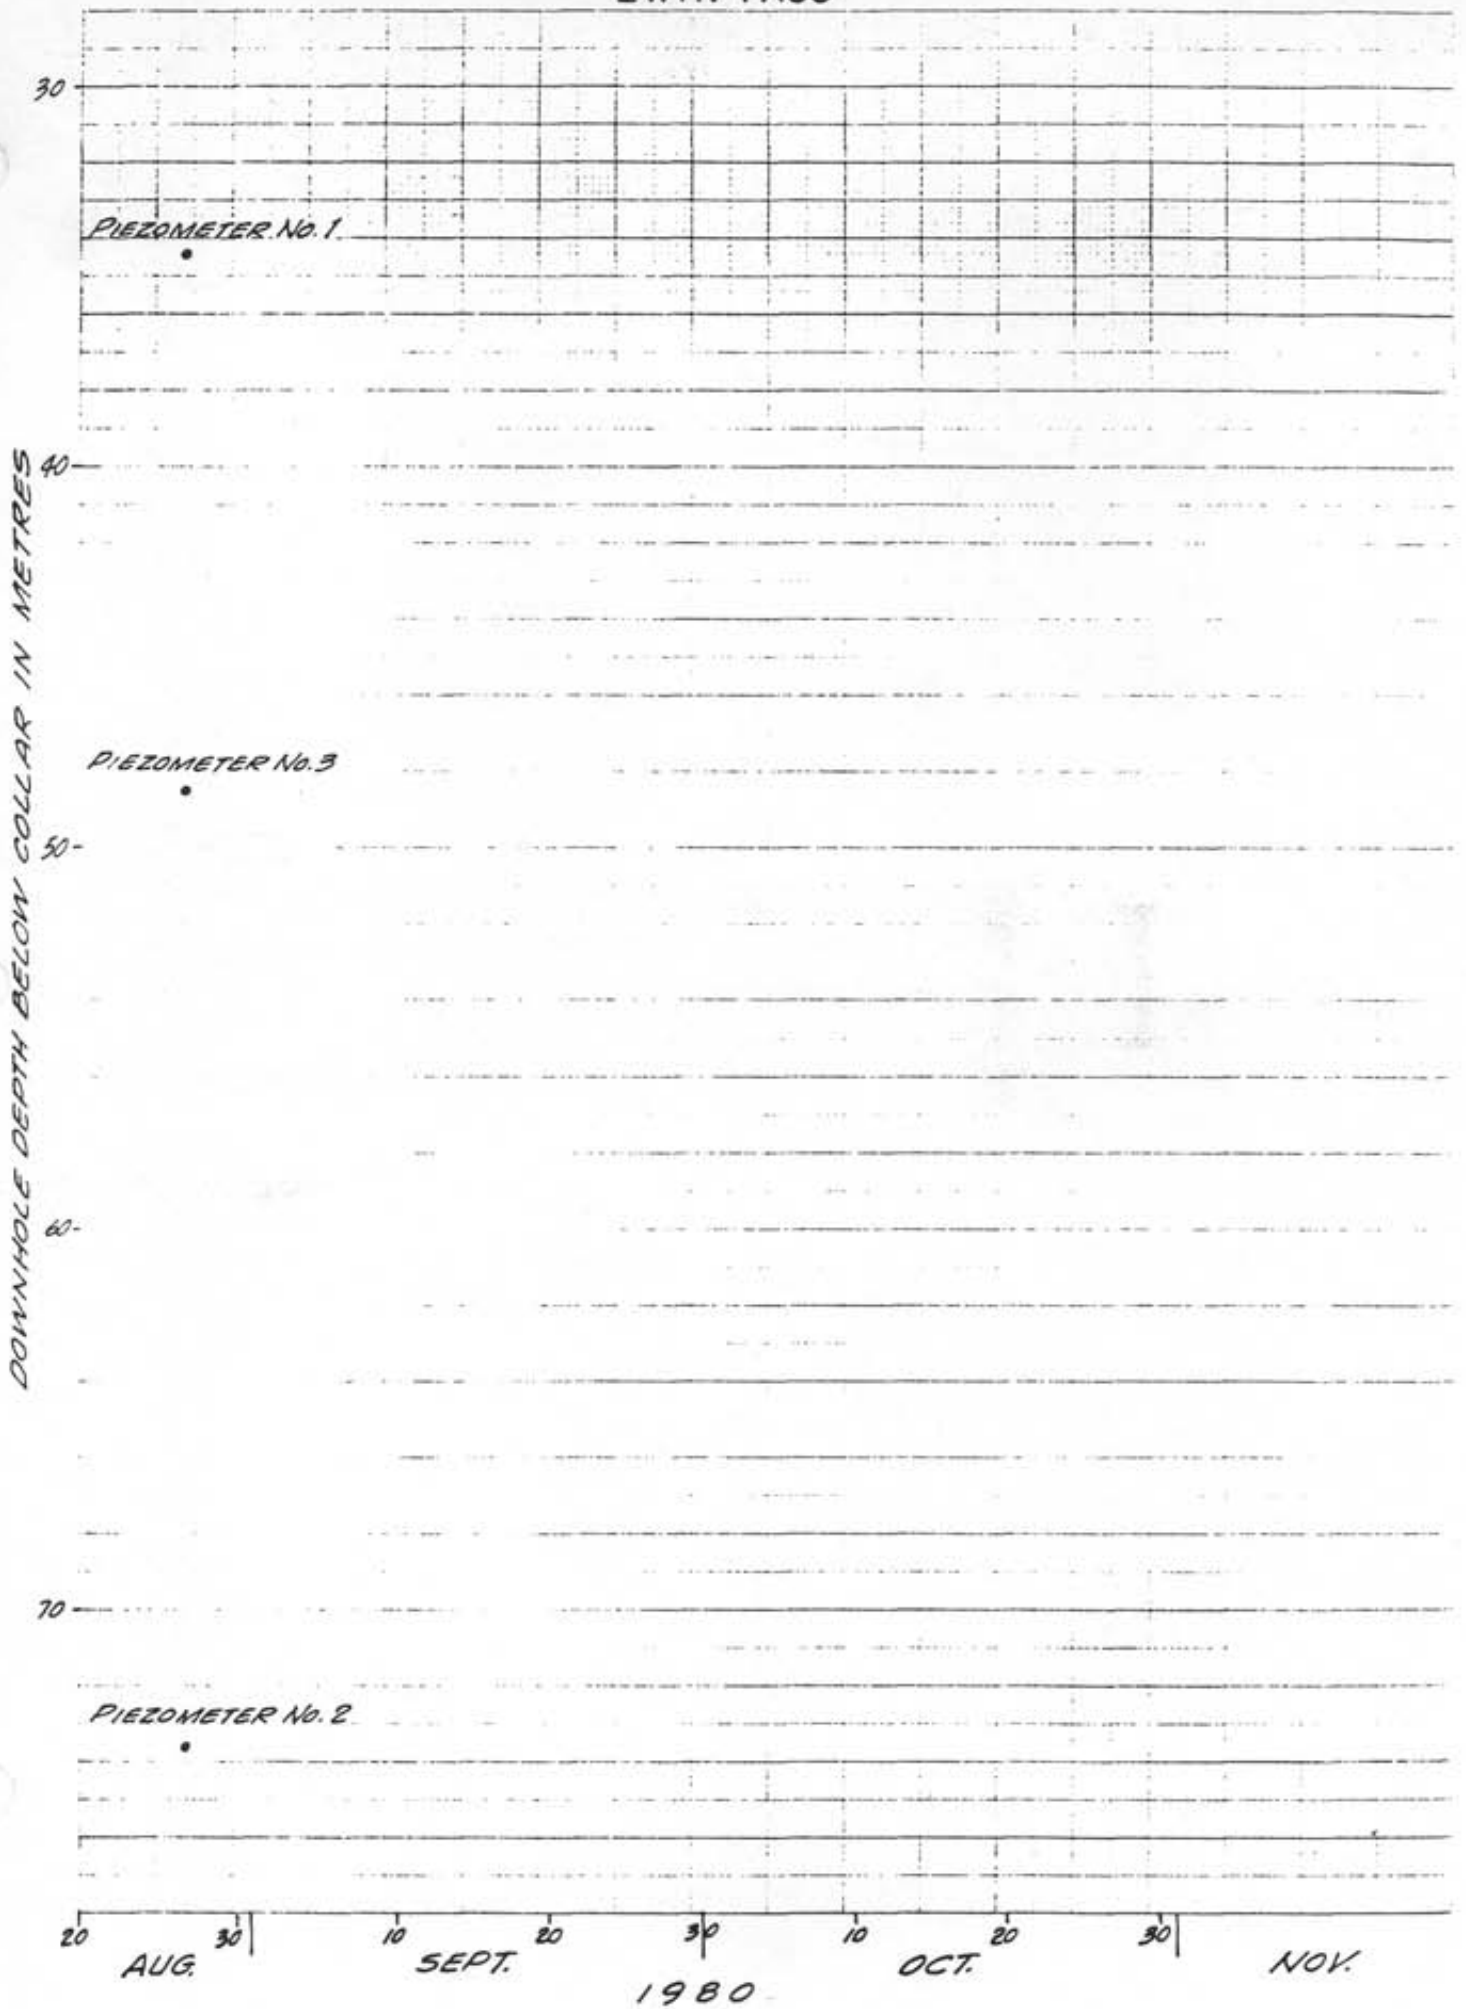 30
PIEZOMETER No. 1
40
DOWNHOLE DEPTH BELOW COLLAR IN METRES
PIEZOMETER No. 3
50
60
70
PIEZOMETER No. 2
20 30 10 20 30 10 20 30
AUG. SEPT. OCT. NOV.
1980